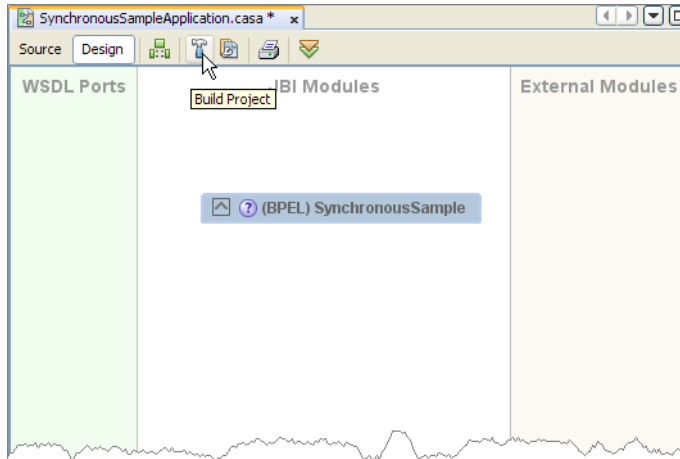 SynchronousSampleApplication.casa * x
Source Design
Build Project
WSDL Ports JBI Modules External Modules
(BPEL) SynchronousSample